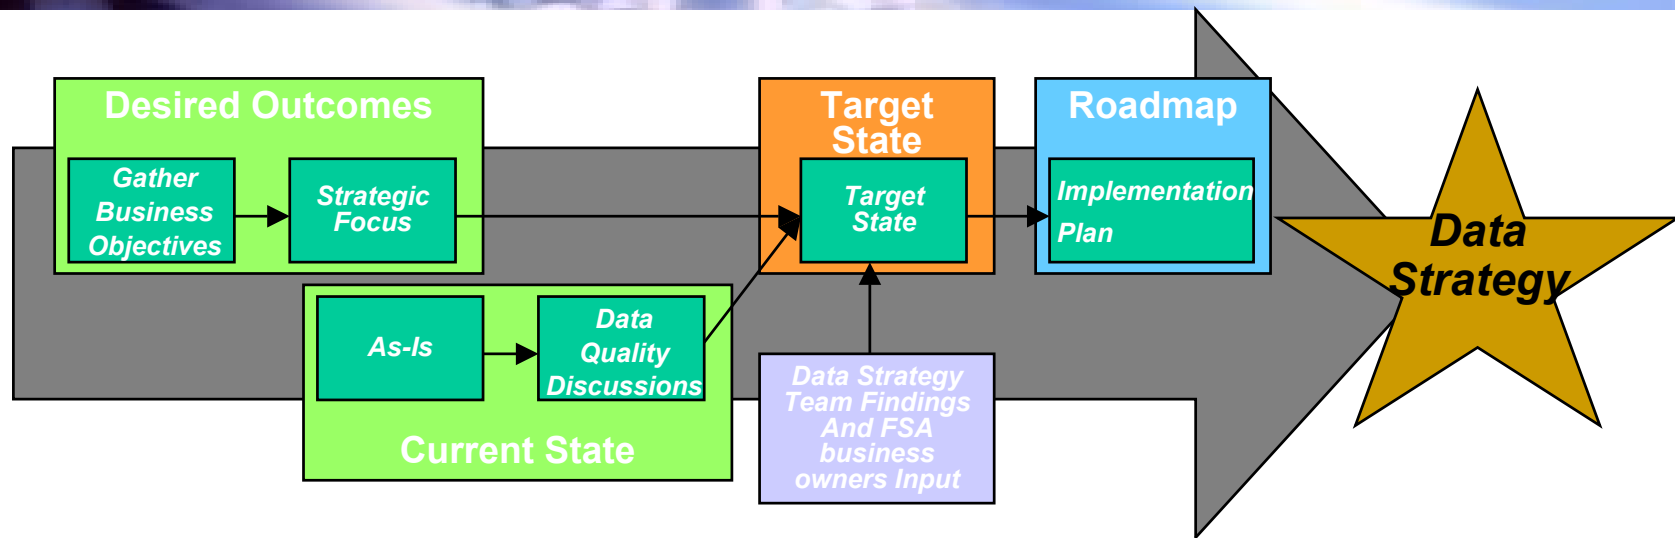 Desired Outcomes
Gather
Business
Objectives
Strategic
Focus
As-Is
Data
Quality
Discussions
Current State
Target
State
Target
State
Data Strategy
Team Findings
And FSA
business
owners Input
Roadmap
Implementation
Plan
Data
Strategy